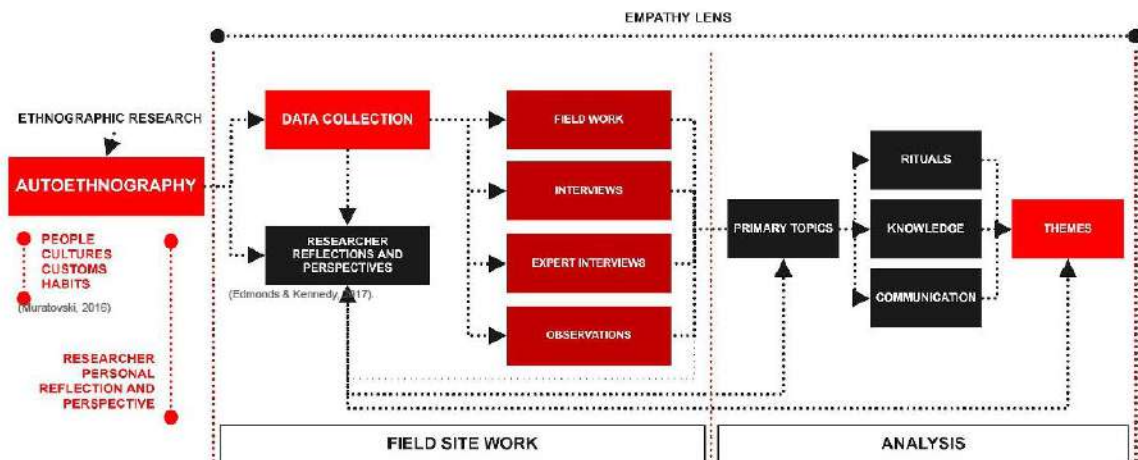 EMPATHY LENS
ETHNOGRAPHIC RESEARCH
AUTOETHNOGRAPHY
PEOPLE
CULTURES
CUSTOMS
HABITS
(Muratovski, 2016)
RESEARCHER
PERSONAL
REFLECTION AND
PERSPECTIVE
DATA COLLECTION
RESEARCHER
REFLECTIONS AND
PERSPECTIVES
(Edmonds & Kennedy, 2017).
FIELD WORK
INTERVIEWS
EXPERT INTERVIEWS
OBSERVATIONS
PRIMARY TOPICS
RITUALS
KNOWLEDGE
COMMUNICATION
THEMES
FIELD SITE WORK
ANALYSIS